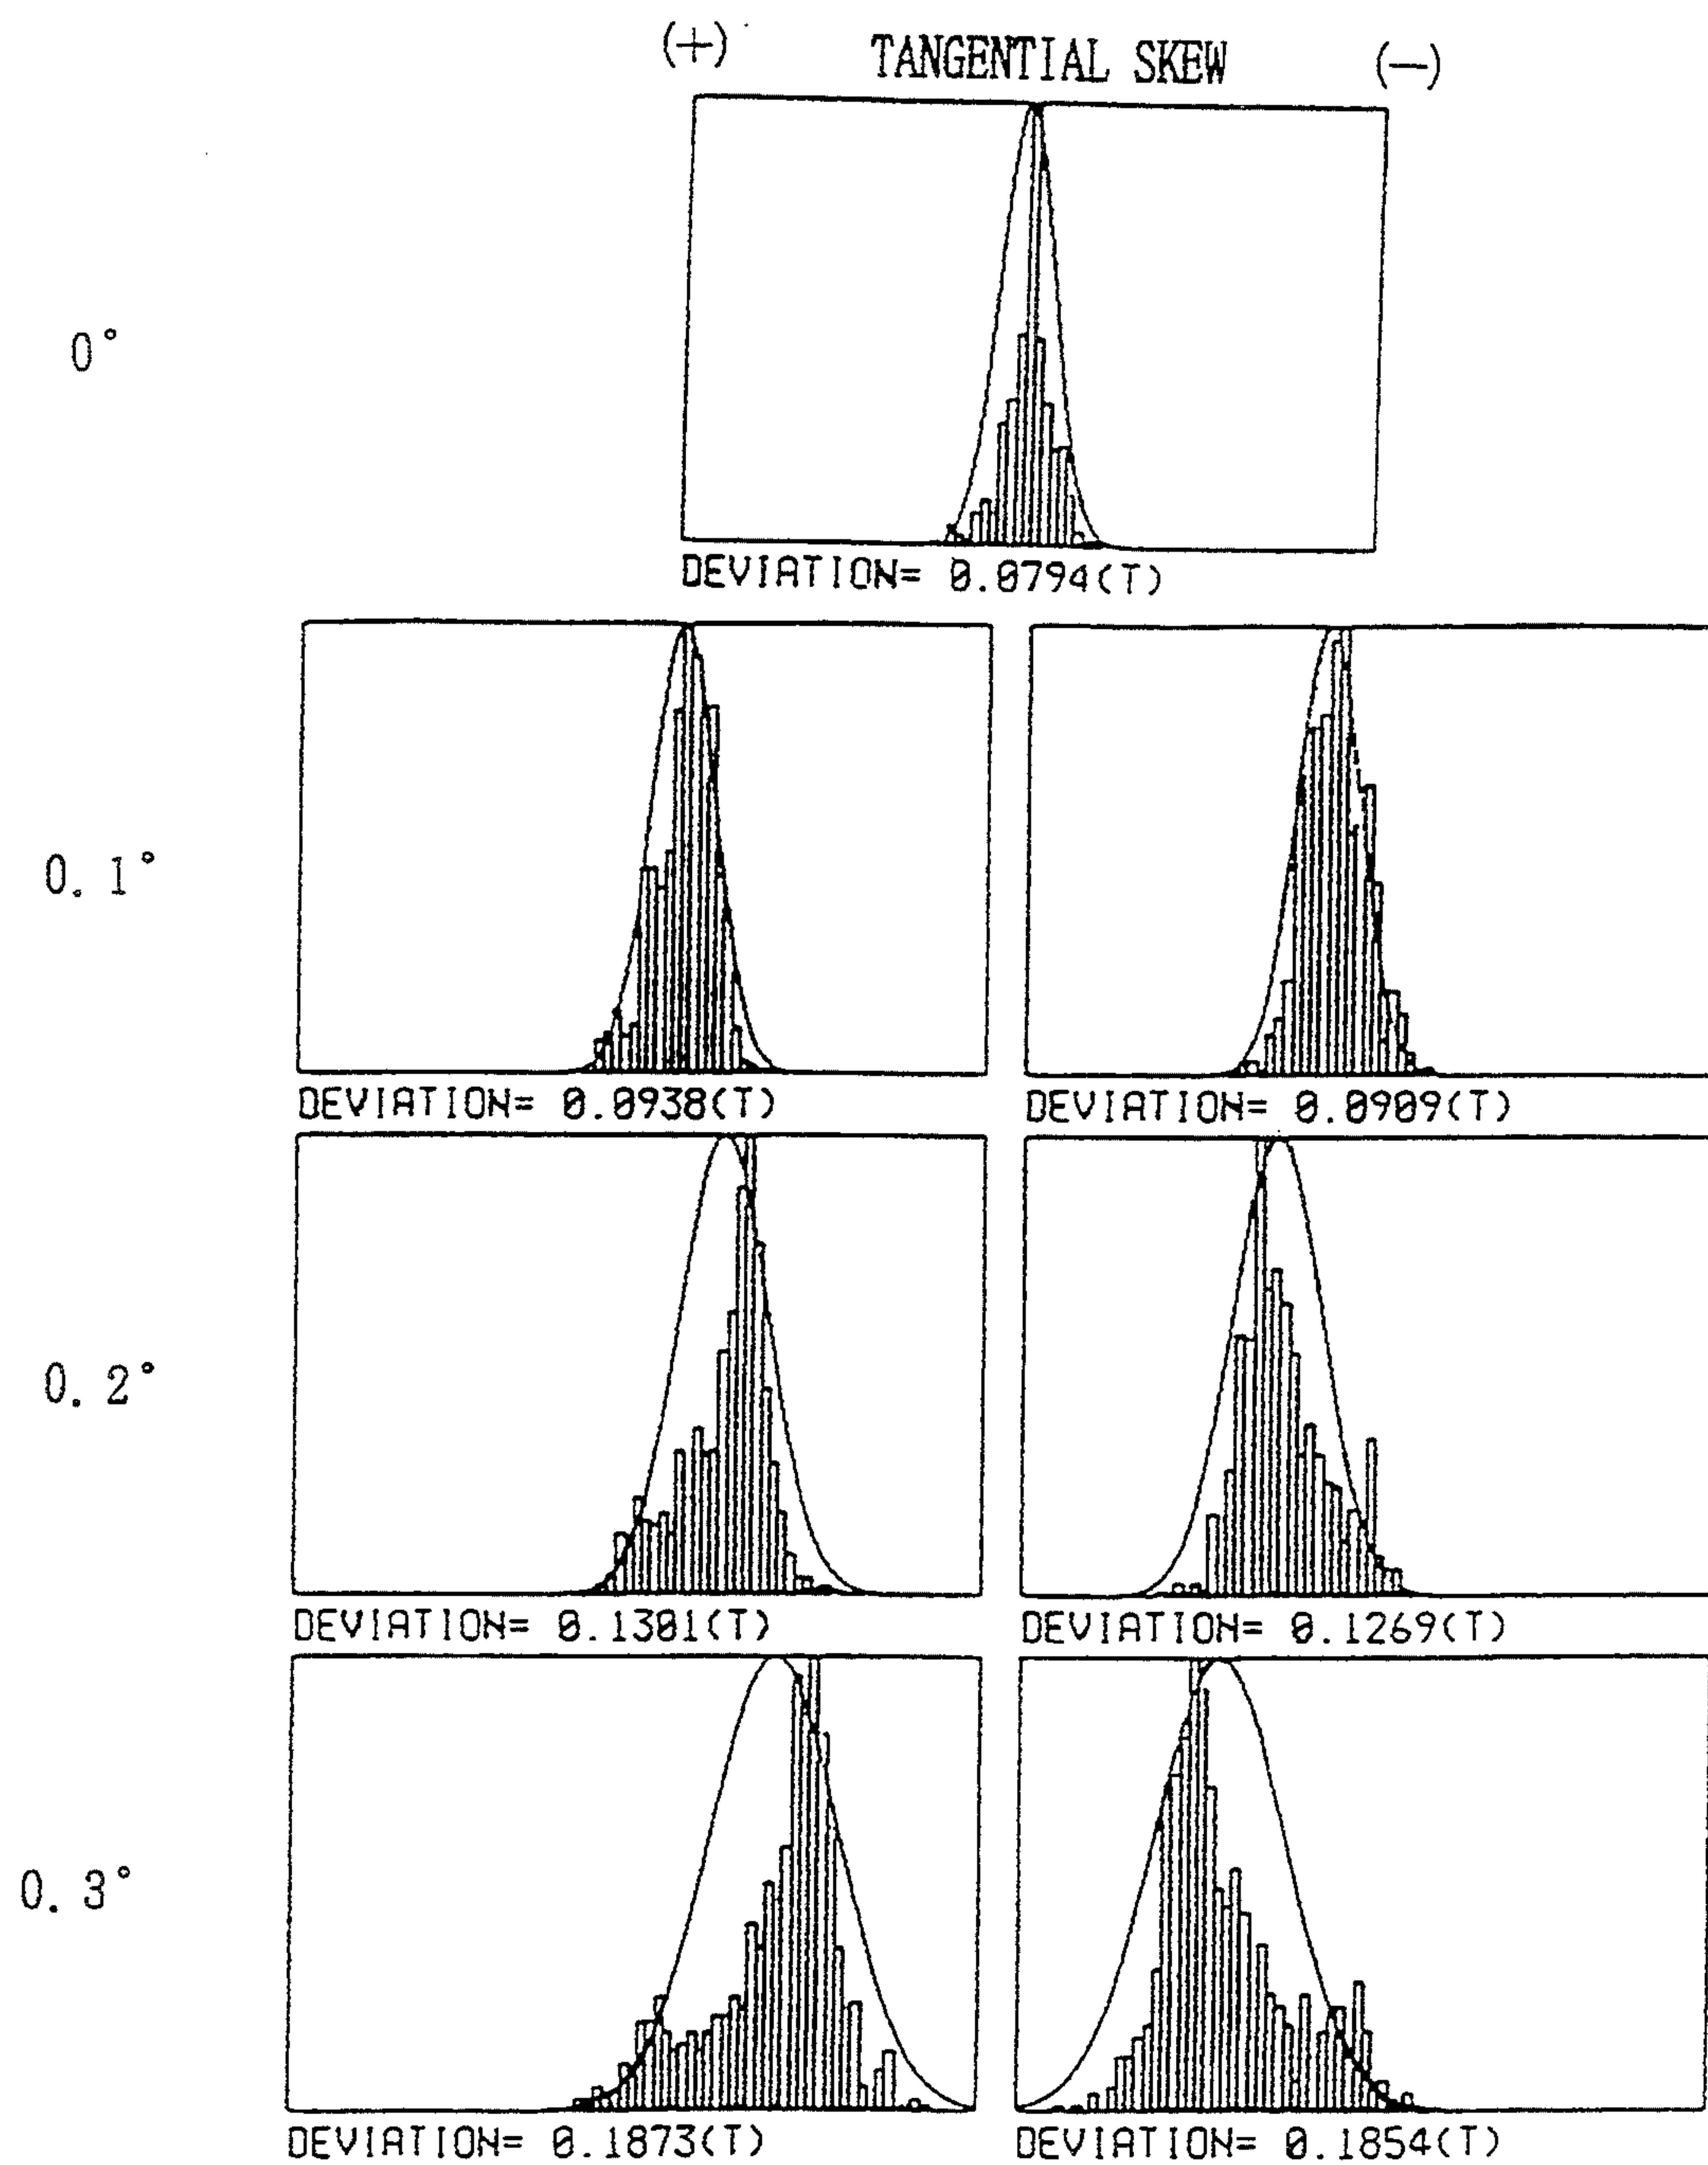 (+) TANGENTIAL SKEW (−)
0°
DEVIATION= 0.0794(T)
0.1°
DEVIATION= 0.0938(T) DEVIATION= 0.0909(T)
0.2°
DEVIATION= 0.1301(T) DEVIATION= 0.1269(T)
0.3°
DEVIATION= 0.1873(T) DEVIATION= 0.1854(T)